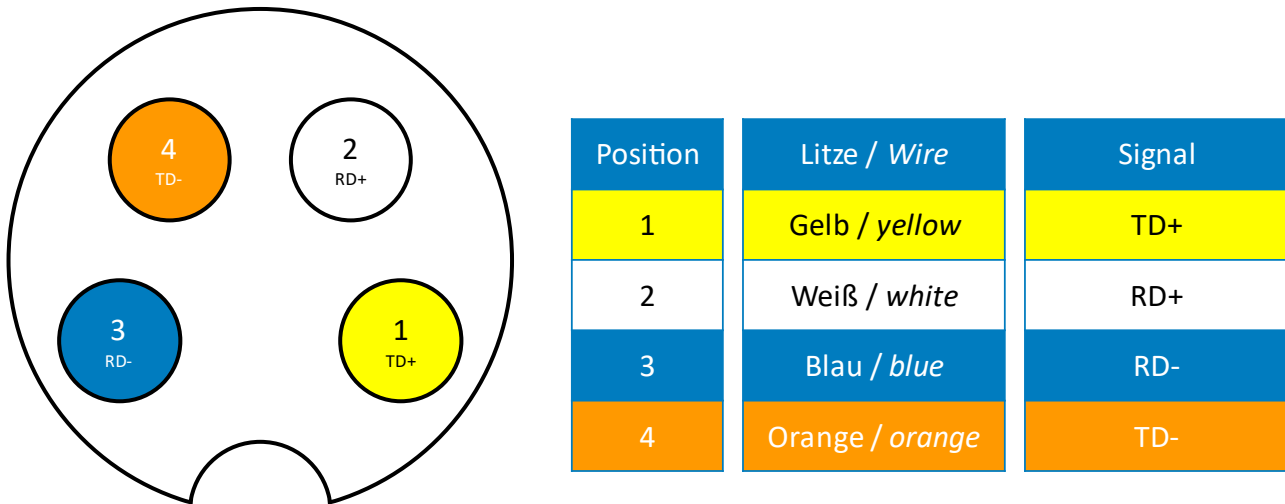 4
TD-
2
RD+
3
RD-
1
TD+
Position Litze / Wire Signal
1 Gelb / yellow TD+
2 Weiß / white RD+
3 Blau / blue RD-
4 Orange / orange TD-